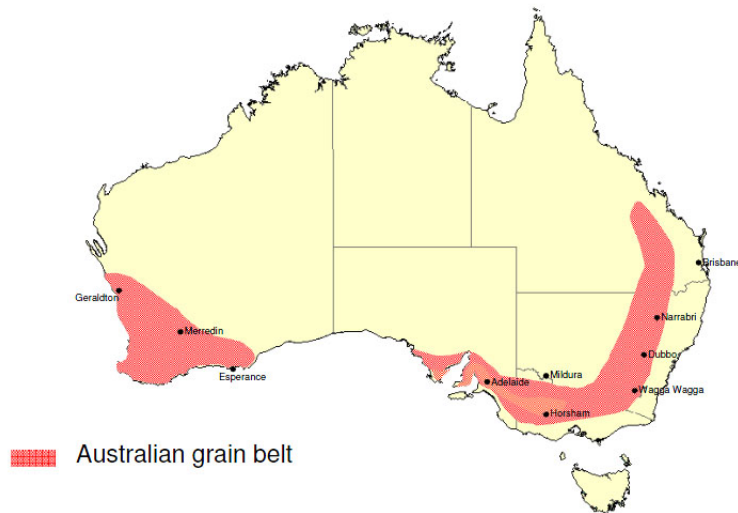 Brisbane
Geraldton
Narrabri
Merredin
Dubbo
Esperance
Mildura
Adelaide
Wagga Wagga
Horsham
Australian grain belt